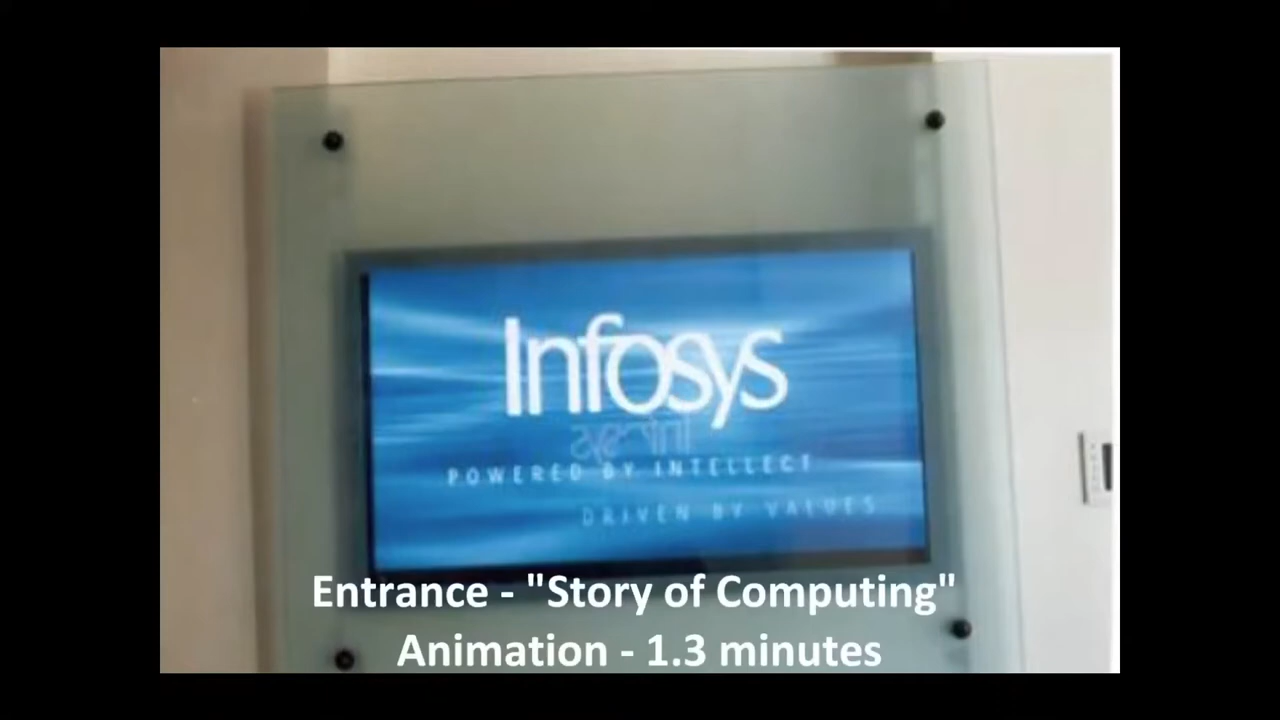 Infosys
POWERED BY INTELLECT
DRIVEN BY VALUES
Entrance - "Story of Computing"
Animation - 1.3 minutes